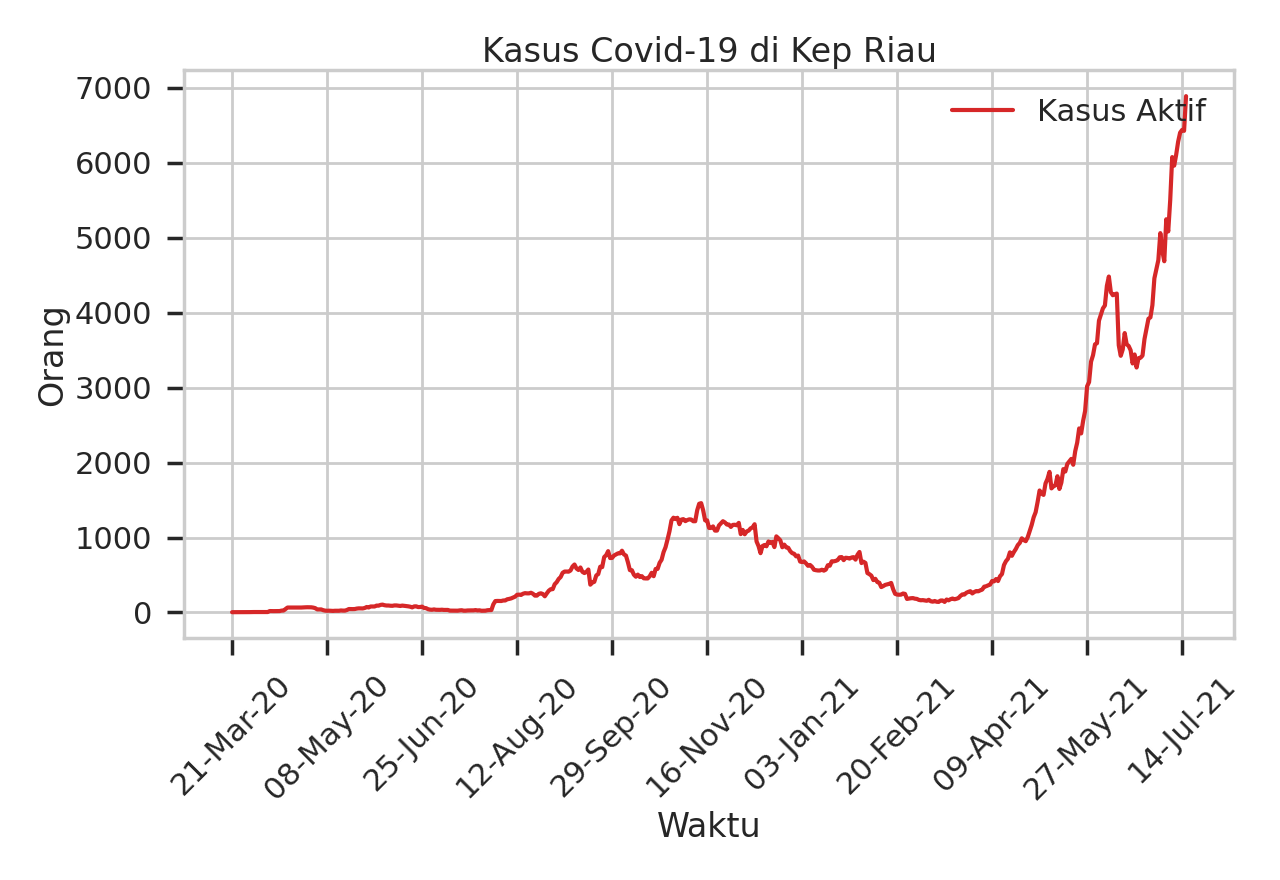 Kasus Covid-19 di Kep Riau
Kasus Aktif
7000
6000
5000
4000
3000
2000
1000
0
Orang
21-Mar-20
08-May-20
25-Jun-20
12-Aug-20
29-Sep-20
16-Nov-20
03-Jan-21
20-Feb-21
09-Apr-21
27-May-21
14-Jul-21
Waktu